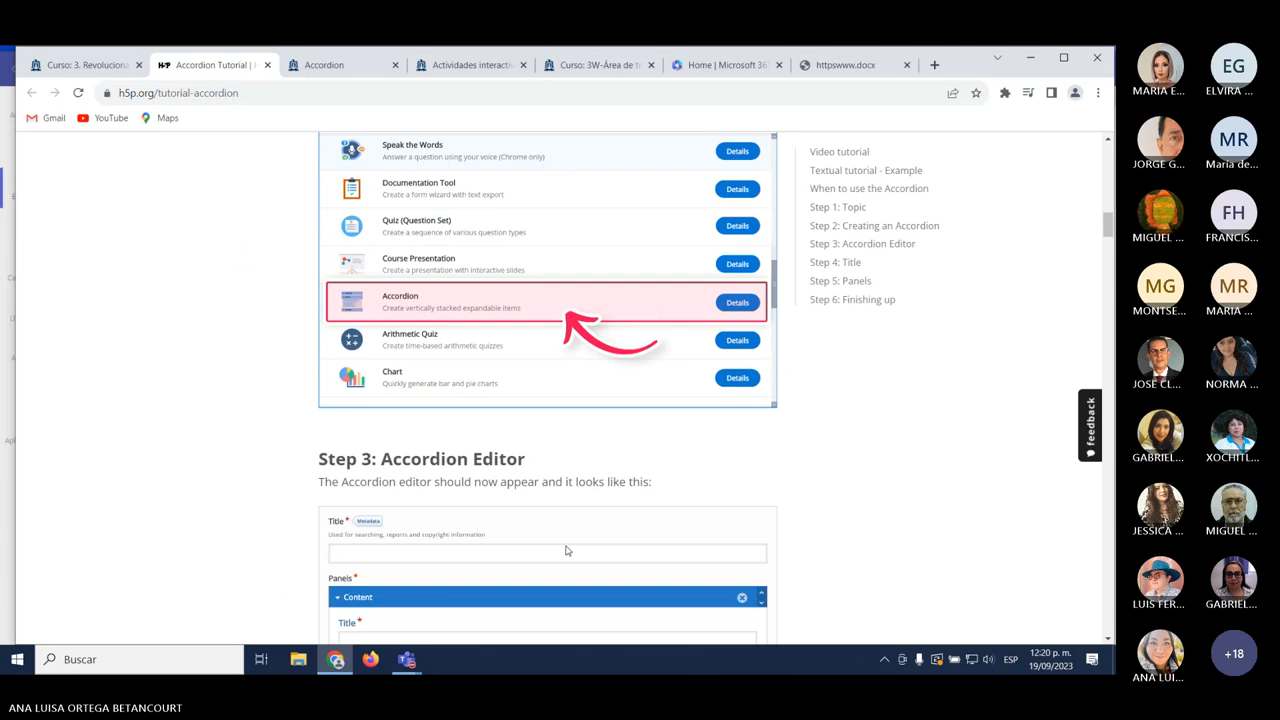 Curso: 3. Revoluciona
H-P Accordion Tutorial |
Accordion
Actividades interactiv
Curso: 3W-Área de t
Home | Microsoft 36
httpswww.docx
h5p.org/tutorial-accordion
Gmail
YouTube
Maps
Speak the Words
Answer a question using your voice (Chrome only)
Details
Documentation Tool
Create a form wizard with text export
Details
Quiz (Question Set)
Create a sequence of various question types
Details
Course Presentation
Create a presentation with interactive slides
Details
Accordion
Create vertically stacked expandable items
Details
Arithmetic Quiz
Create time-based arithmetic quizzes
Details
Chart
Quickly generate bar and pie charts
Details
Step 3: Accordion Editor
The Accordion editor should now appear and it looks like this:
Title* Metadata
Used for searching, reports and copyright information
Panels*
Content
Title*
Video tutorial
Textual tutorial - Example
When to use the Accordion
Step 1: Topic
Step 2: Creating an Accordion
Step 3: Accordion Editor
Step 4: Title
Step 5: Panels
Step 6: Finishing up
feedback
Buscar
ESP
12:20 p. m.
19/09/2023
MARIA E...
EG
ELVIRA ...
JORGE G...
MR
Maria de...
MIGUEL ...
FH
FRANCIS...
MG
MONTSE...
MR
MARIA ...
JOSE CL...
NORMA ...
GABRIEL...
XOCHITL...
JESSICA ...
MIGUEL ...
LUIS FER...
GABRIEL...
ANA LUI...
+18
ANA LUISA ORTEGA BETANCOURT